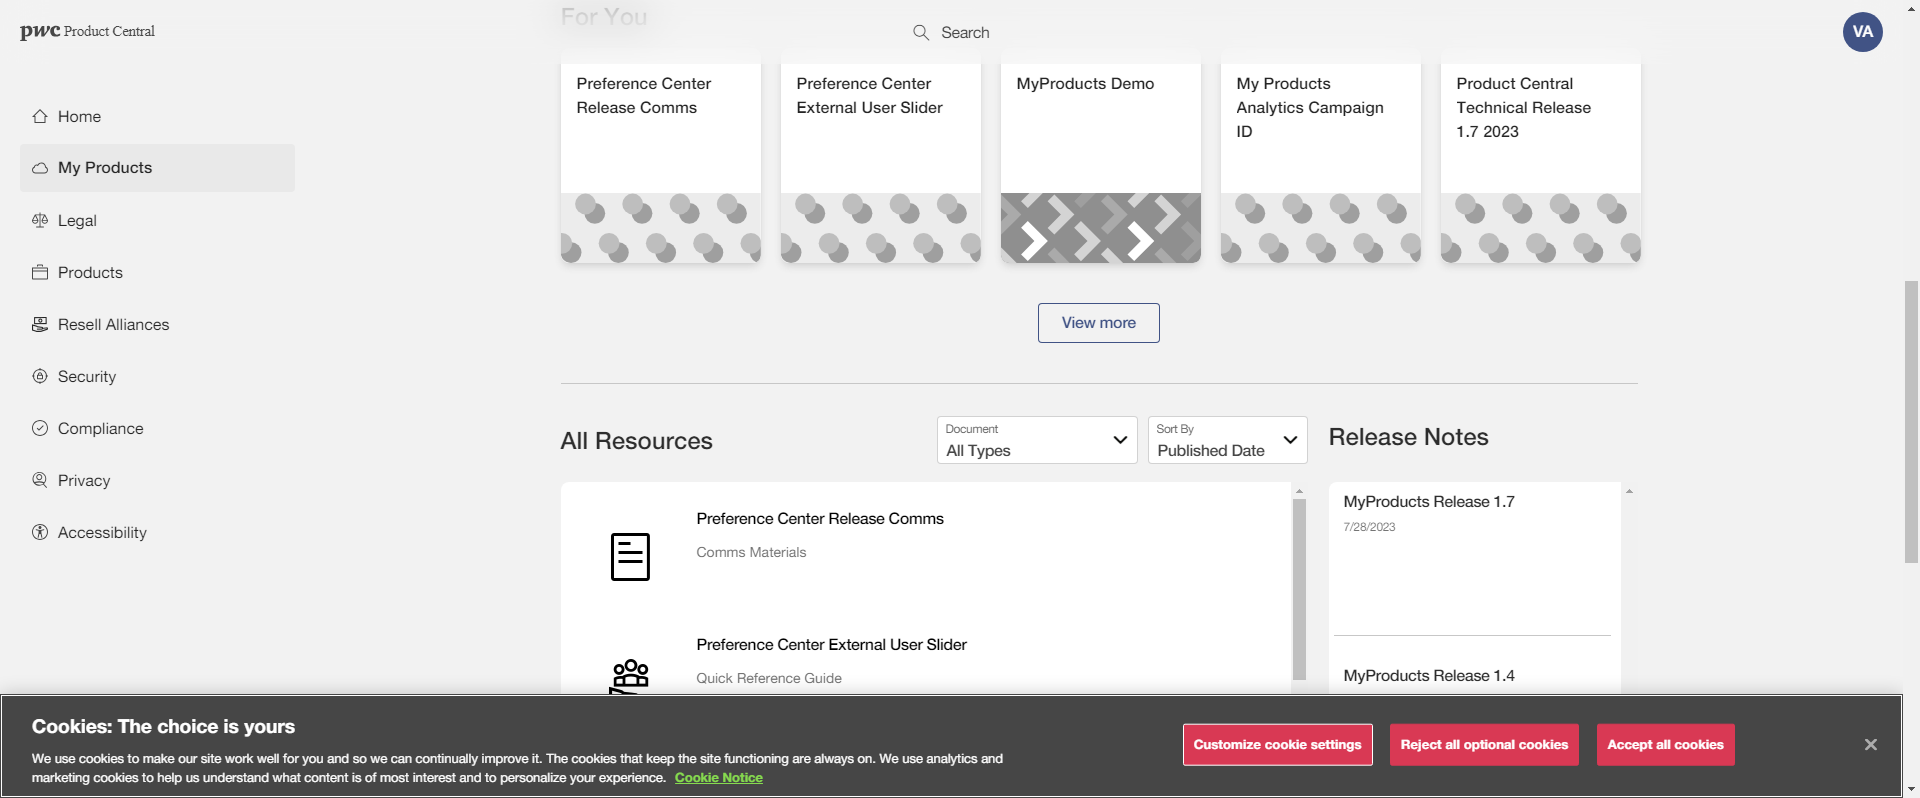 pwc Product Central
For You
Search
VA
Home
My Products
Legal
Products
Resell Alliances
Security
Compliance
Privacy
Accessibility
Preference Center
Release Comms
Preference Center
External User Slider
MyProducts Demo
My Products
Analytics Campaign
ID
Product Central
Technical Release
1.7 2023
View more
All Resources
Document
All Types
Sort By
Published Date
Release Notes
Preference Center Release Comms
Comms Materials
Preference Center External User Slider
Quick Reference Guide
MyProducts Release 1.7
7/28/2023
MyProducts Release 1.4
Cookies: The choice is yours
We use cookies to make our site work well for you and so we can continually improve it. The cookies that keep the site functioning are always on. We use analytics and
marketing cookies to help us understand what content is of most interest and to personalize your experience. Cookie Notice
Customize cookie settings
Reject all optional cookies
Accept all cookies